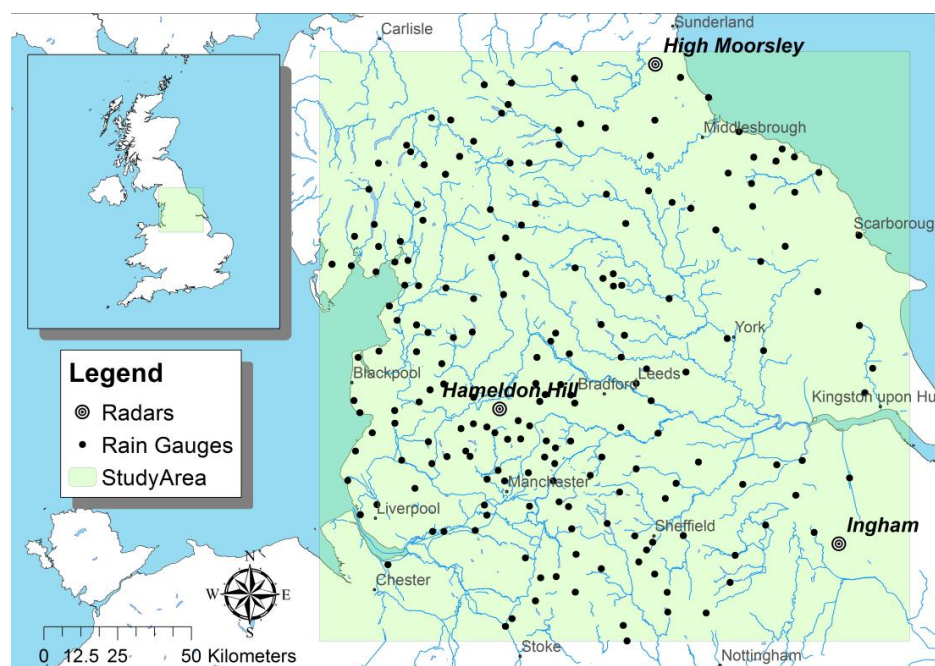 Carlisle
Sunderland
High Moorsley
Middlesbrough
Scarborough
York
Blackpool
Hameldon Hill
Bradford
Leeds
Kingston upon Hu
Manchester
Liverpool
Sheffield
Ingham
Chester
Stoke
Nottingham
Legend
Radars
Rain Gauges
StudyArea
N
W E
S
0 12.5 25 50 Kilometers